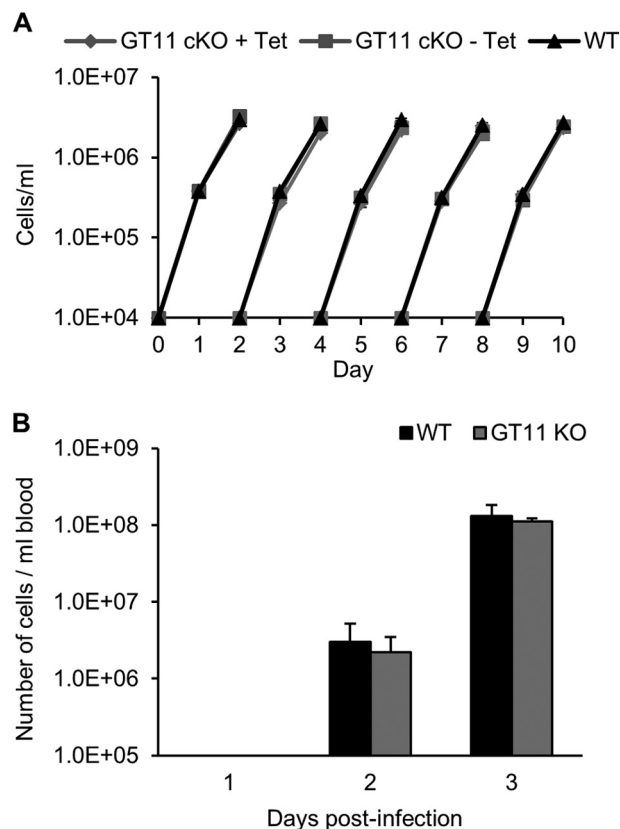 A
GT11 cKO + Tet GT11 cKO - Tet WT
1.0E+07
1.0E+06
1.0E+05
1.0E+04
Cells/ml
0 1 2 3 4 5 6 7 8 9 10
Day
B
WT GT11 KO
1.0E+09
1.0E+08
1.0E+07
1.0E+06
1.0E+05
Number of cells / ml blood
1 2 3
Days post-infection